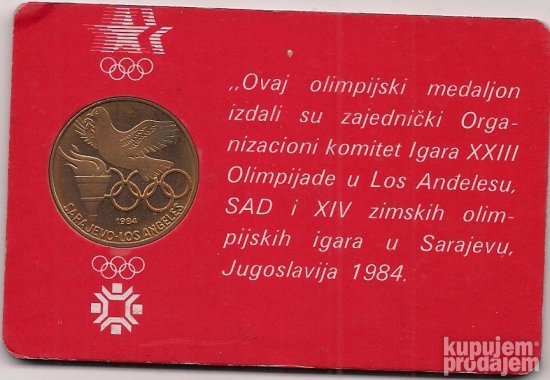 „Ovaj olimpijski medaljon
izdali su zajednički Orga-
nizacioni komitet Igara XXIII
Olimpijade u Los Anđelesu,
SAD i XIV zimskih olim-
pijskih igara u Sarajevu,
Jugoslavija 1984.
1984
SARAJEVO-LOS ANGELES
kupujem
prodajem